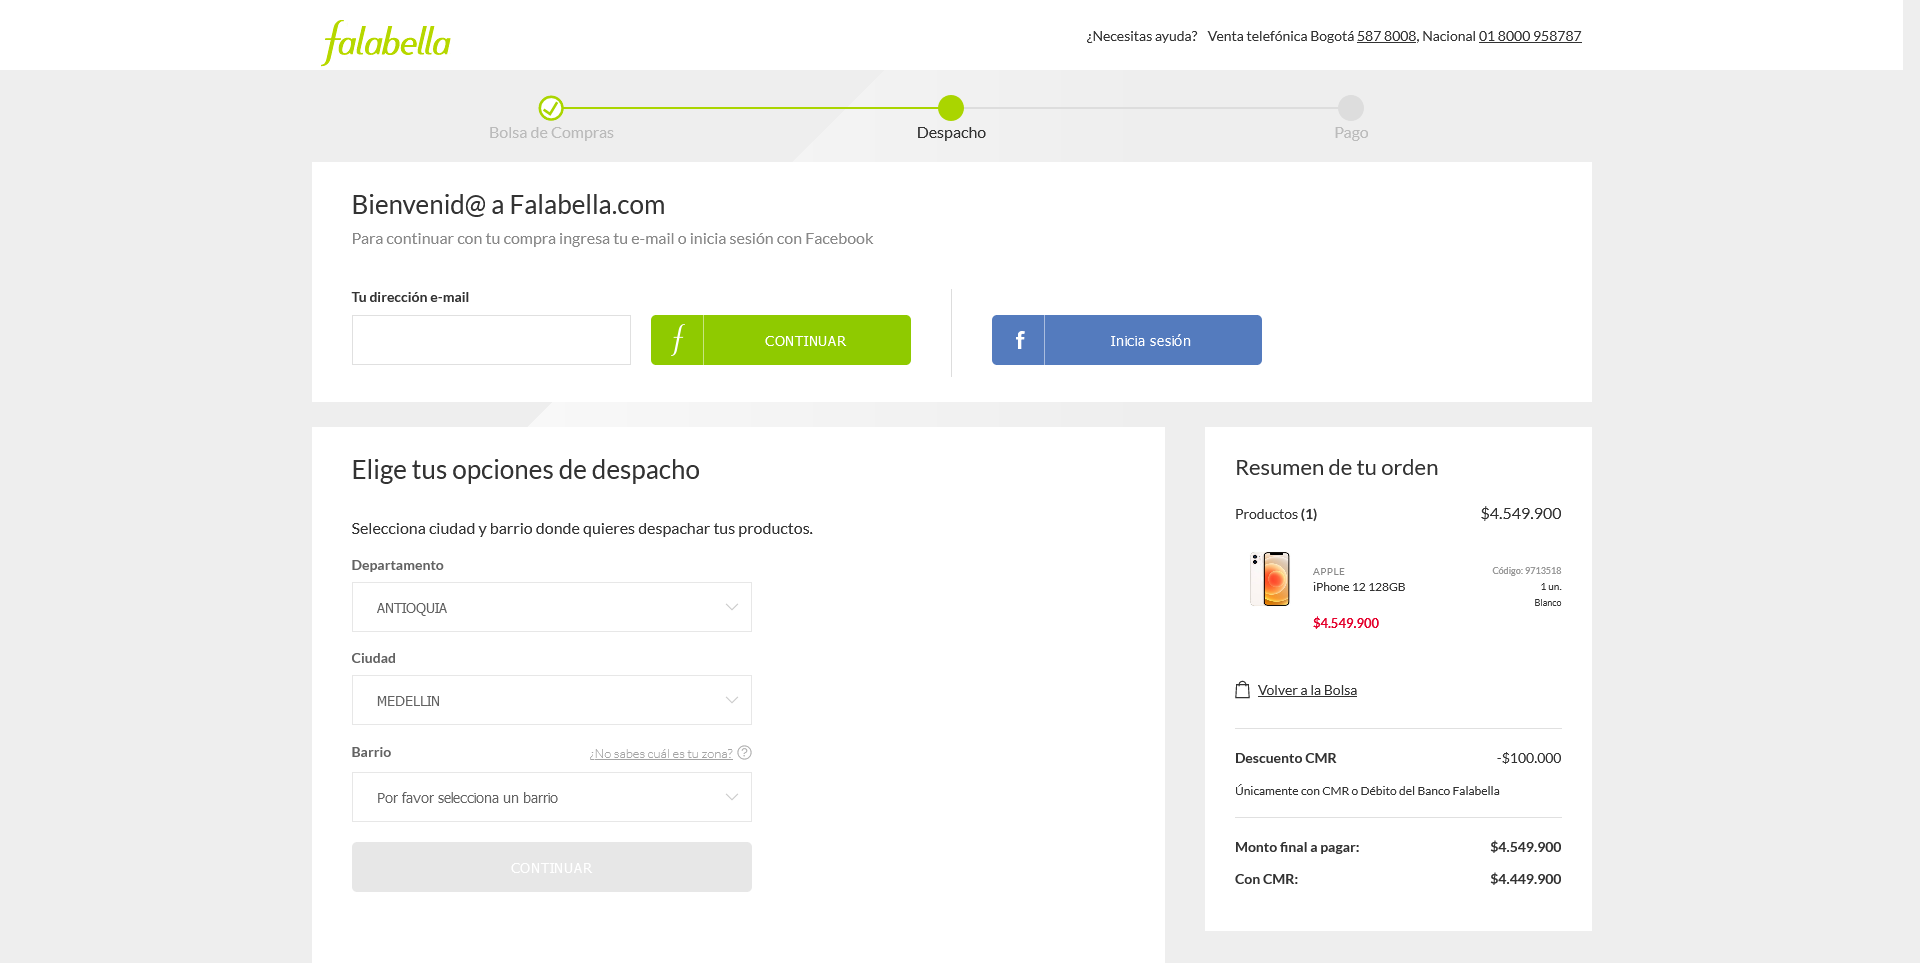 falabella
¿Necesitas ayuda? Venta telefónica Bogotá 587 8008, Nacional 01 8000 958787
Bolsa de Compras
Despacho
Pago
Bienvenid@ a Falabella.com
Para continuar con tu compra ingresa tu e-mail o inicia sesión con Facebook
Tu dirección e-mail
f CONTINUAR
f Inicia sesión
Elige tus opciones de despacho
Selecciona ciudad y barrio donde quieres despachar tus productos.
Departamento
ANTIOQUIA
Ciudad
MEDELLIN
Barrio ¿No sabes cuál es tu zona? ?
Por favor selecciona un barrio
CONTINUAR
Resumen de tu orden
Productos (1) $4.549.900
APPLE Código: 9713518
iPhone 12 128GB 1 un.
Blanco
$4.549.900
Volver a la Bolsa
Descuento CMR -$100.000
Únicamente con CMR o Débito del Banco Falabella
Monto final a pagar: $4.549.900
Con CMR: $4.449.900